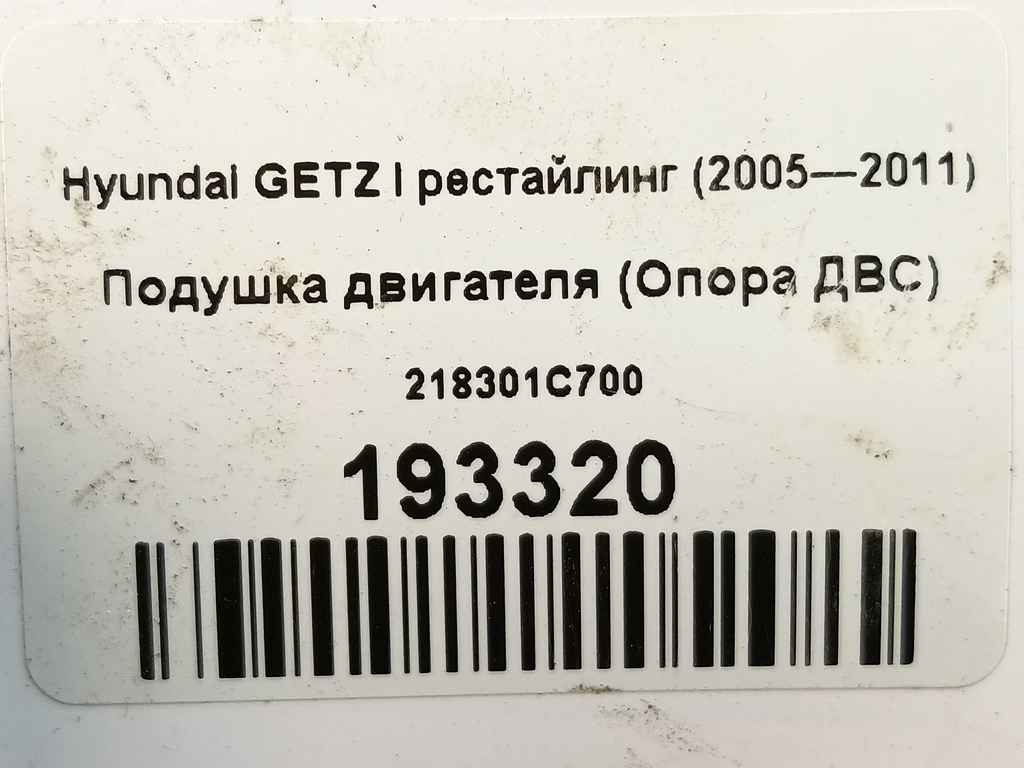 Hyundai GETZ I рестайлинг (2005—2011)
Подушка двигателя (Опора ДВС)
218301C700
193320